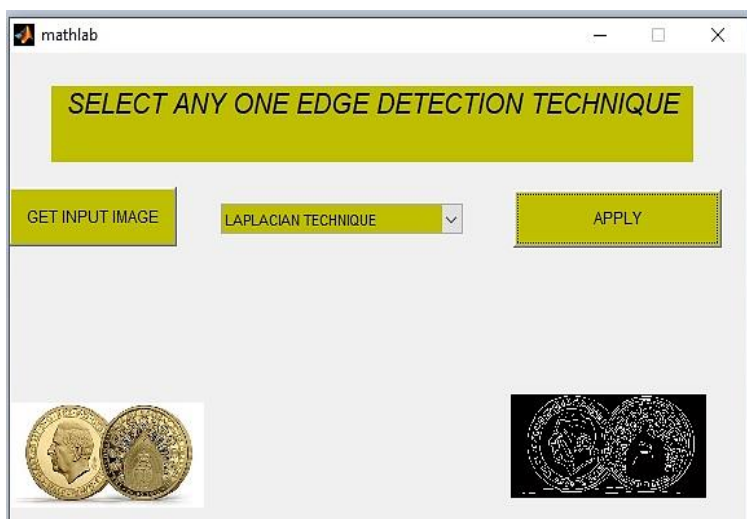 mathlab
SELECT ANY ONE EDGE DETECTION TECHNIQUE
GET INPUT IMAGE
LAPLACIAN TECHNIQUE
APPLY